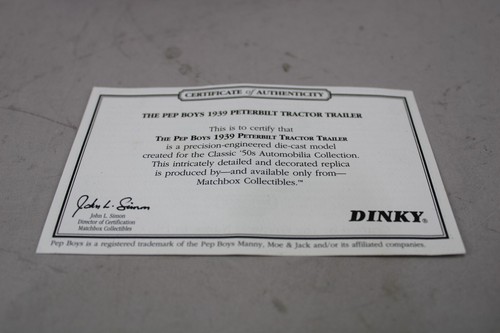 CERTIFICATE of AUTHENTICITY
THE PEP BOYS 1939 PETERBILT TRACTOR TRAILER
This is to certify that
THE PEP BOYS 1939 PETERBILT TRACTOR TRAILER
is a precision-engineered die-cast model
created for the Classic '50s Automobilia Collection.
This intricately detailed and decorated replica
is produced by—and available only from—
Matchbox Collectibles.™
John L. Simon
John L. Simon
Director of Certification
Matchbox Collectibles
DINKY®
Pep Boys is a registered trademark of the Pep Boys Manny, Moe & Jack and/or its affiliated companies.